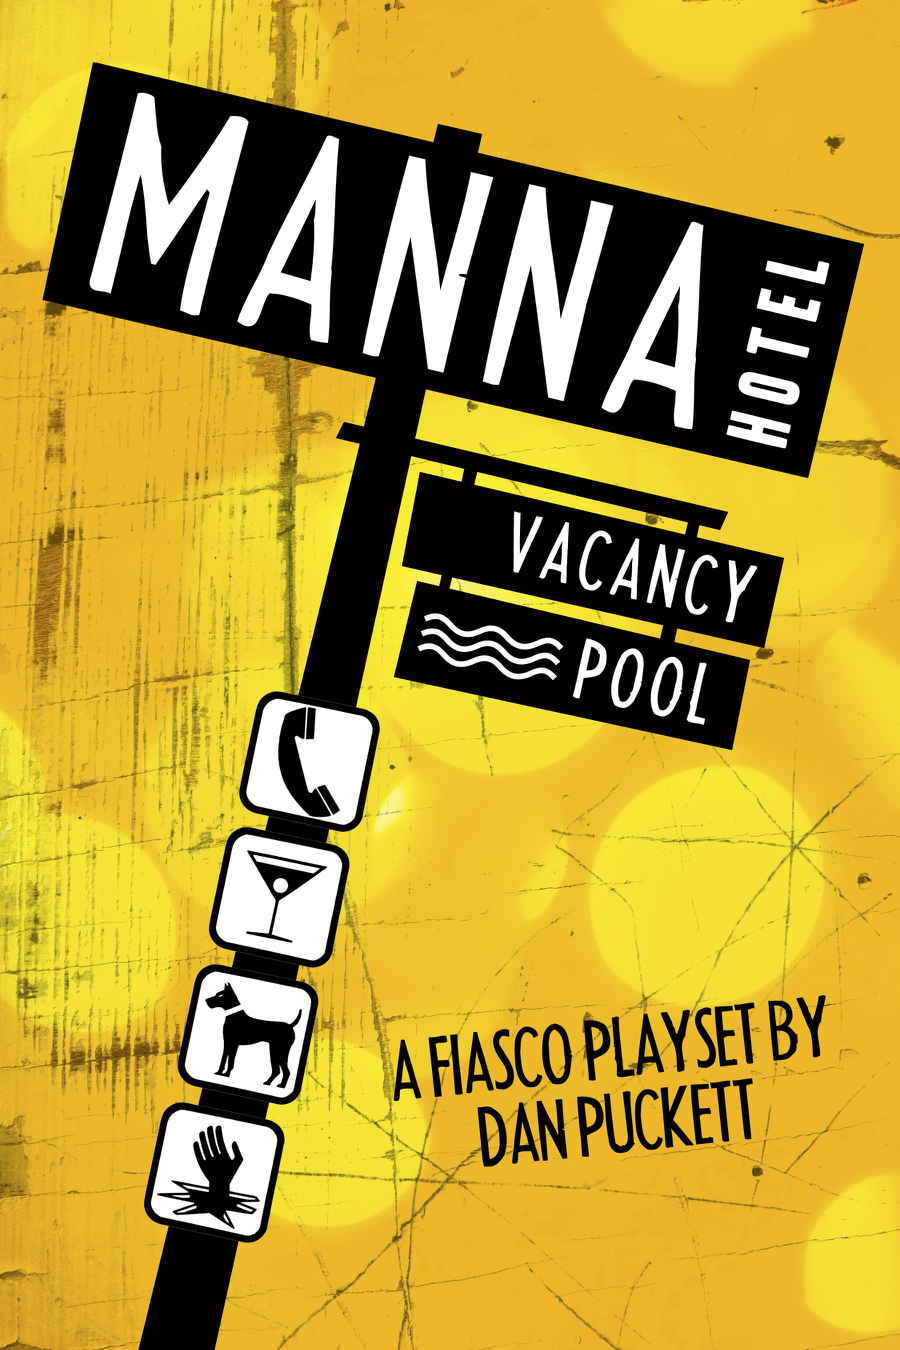 MANNA
HOTEL
VACANCY
POOL
A FIASCO PLAYSET BY
DAN PUCKETT